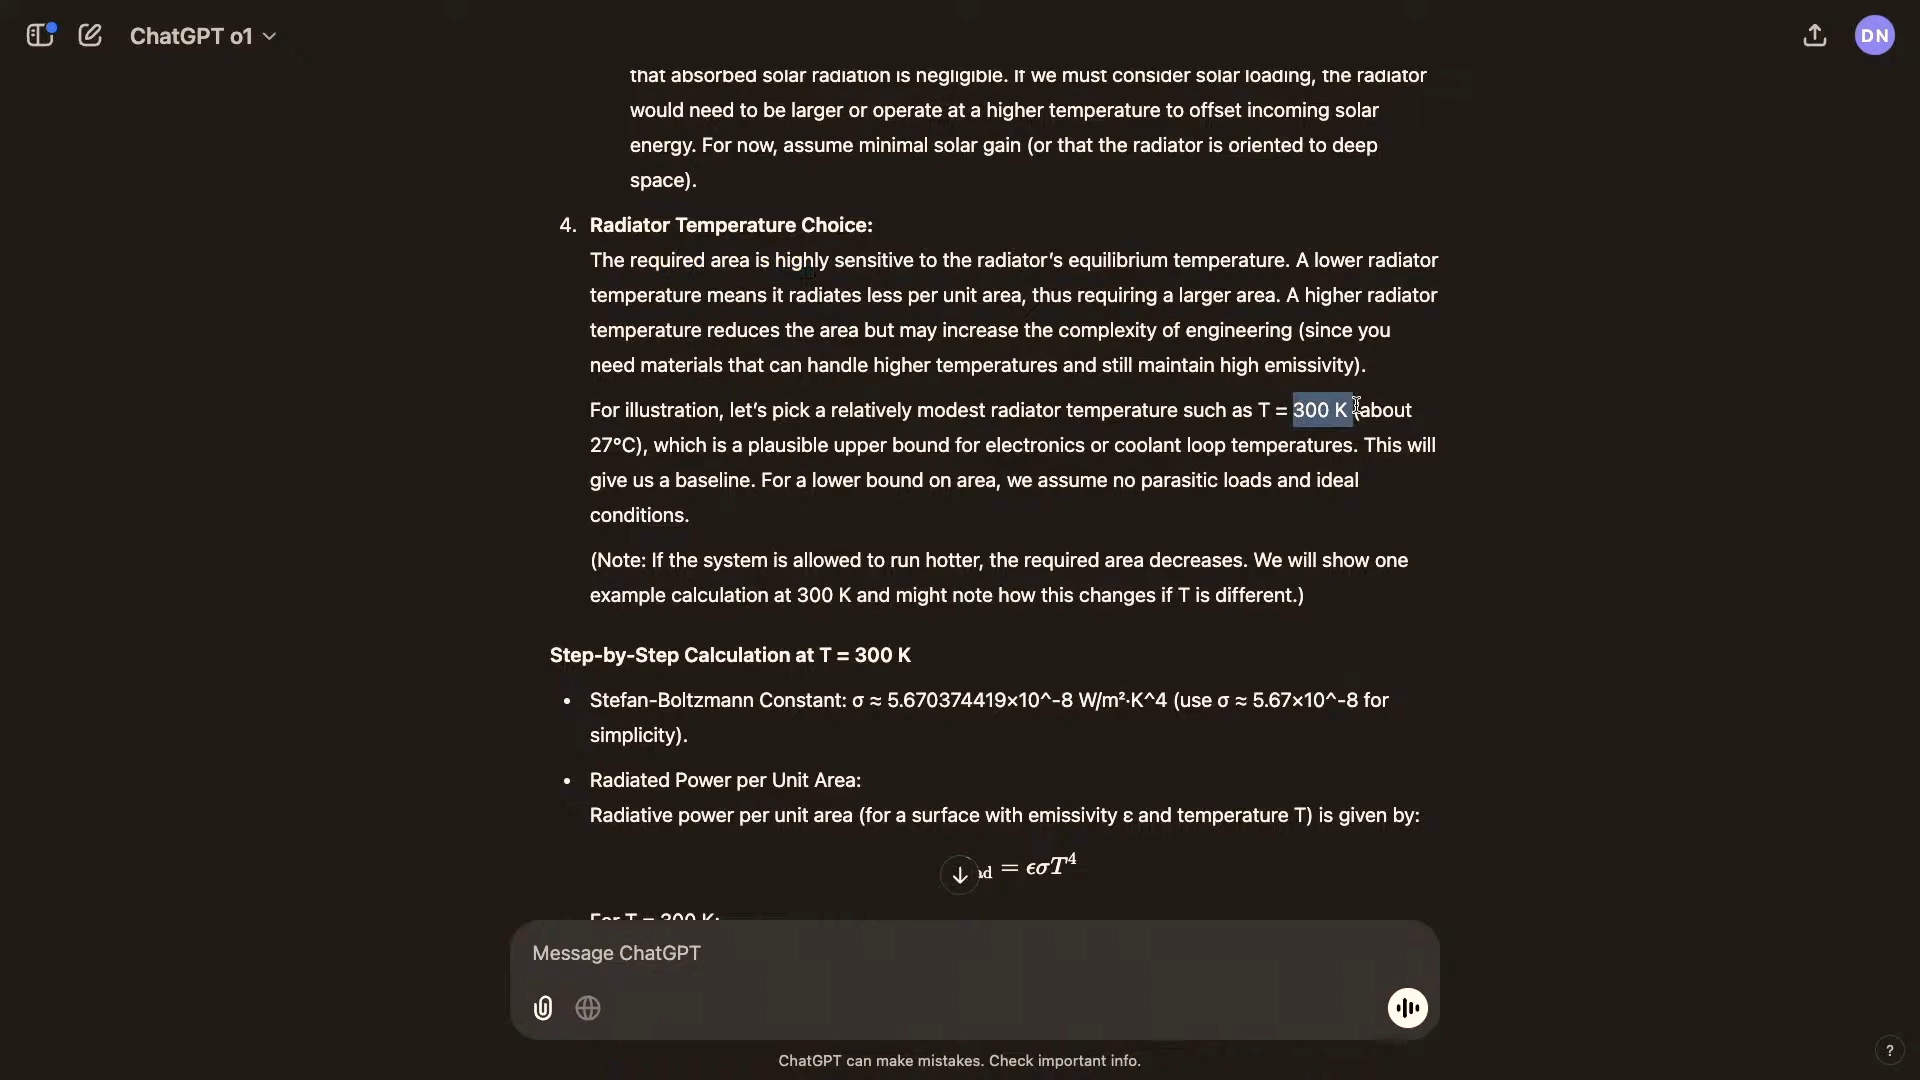 ChatGPT o1
DN
that absorbed solar radiation is negligible. If we must consider solar loading, the radiator
would need to be larger or operate at a higher temperature to offset incoming solar
energy. For now, assume minimal solar gain (or that the radiator is oriented to deep
space).
4. Radiator Temperature Choice:
The required area is highly sensitive to the radiator's equilibrium temperature. A lower radiator
temperature means it radiates less per unit area, thus requiring a larger area. A higher radiator
temperature reduces the area but may increase the complexity of engineering (since you
need materials that can handle higher temperatures and still maintain high emissivity).
For illustration, let's pick a relatively modest radiator temperature such as T = 300 K (about
27°C), which is a plausible upper bound for electronics or coolant loop temperatures. This will
give us a baseline. For a lower bound on area, we assume no parasitic loads and ideal
conditions.
(Note: If the system is allowed to run hotter, the required area decreases. We will show one
example calculation at 300 K and might note how this changes if T is different.)
Step-by-Step Calculation at T = 300 K
• Stefan-Boltzmann Constant: σ ≈ 5.670374419×10^-8 W/m²·K^4 (use σ ≈ 5.67×10^-8 for
simplicity).
• Radiated Power per Unit Area:
Radiative power per unit area (for a surface with emissivity ε and temperature T) is given by:
= ϵσT⁴
For T = 300 K:
Message ChatGPT
ChatGPT can make mistakes. Check important info.
?